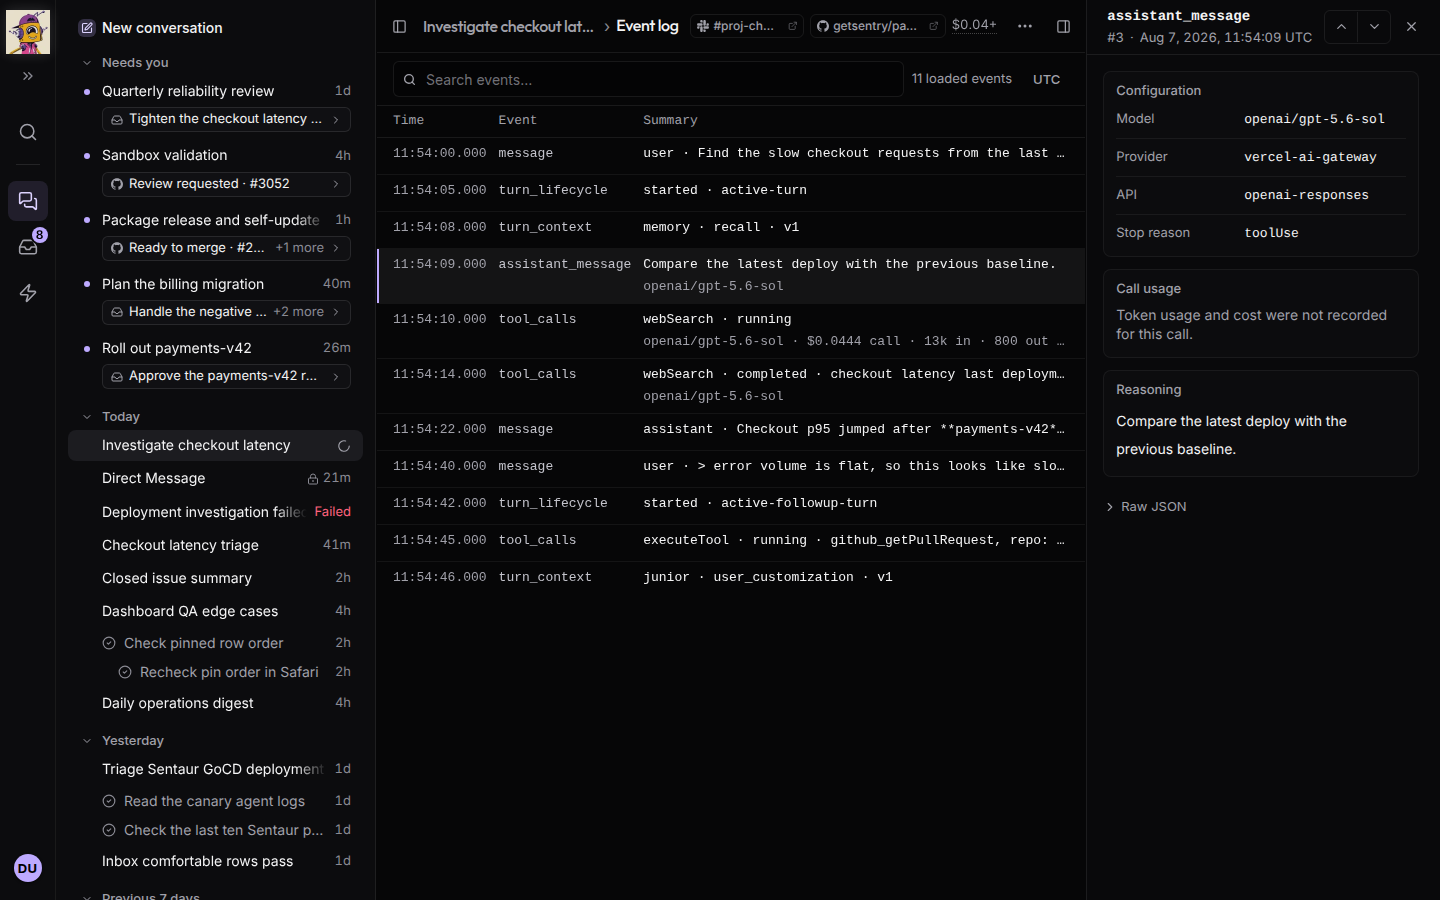 New conversation
Needs you
Quarterly reliability review 1d
Tighten the checkout latency ...
Sandbox validation 4h
Review requested · #3052
Package release and self-update 1h
Ready to merge · #2... +1 more
Plan the billing migration 40m
Handle the negative ... +2 more
Roll out payments-v42 26m
Approve the payments-v42 r...
Today
Investigate checkout latency
Direct Message 21m
Deployment investigation failed Failed
Checkout latency triage 41m
Closed issue summary 2h
Dashboard QA edge cases 4h
Check pinned row order 2h
Recheck pin order in Safari 2h
Daily operations digest 4h
Yesterday
Triage Sentaur GoCD deployment 1d
Read the canary agent logs 1d
Check the last ten Sentaur p... 1d
Inbox comfortable rows pass 1d
Previous 7 days
8
DU
Investigate checkout lat... › Event log #proj-ch... getsentry/pa... $0.04+
Search events... 11 loaded events UTC
Time Event Summary
11:54:00.000 message user · Find the slow checkout requests from the last …
11:54:05.000 turn_lifecycle started · active-turn
11:54:08.000 turn_context memory · recall · v1
11:54:09.000 assistant_message Compare the latest deploy with the previous baseline.
openai/gpt-5.6-sol
11:54:10.000 tool_calls webSearch · running
openai/gpt-5.6-sol · $0.0444 call · 13k in · 800 out …
11:54:14.000 tool_calls webSearch · completed · checkout latency last deploym…
openai/gpt-5.6-sol
11:54:22.000 message assistant · Checkout p95 jumped after **payments-v42*…
11:54:40.000 message user · > error volume is flat, so this looks like slo…
11:54:42.000 turn_lifecycle started · active-followup-turn
11:54:45.000 tool_calls executeTool · running · github_getPullRequest, repo: …
11:54:46.000 turn_context junior · user_customization · v1
assistant_message
#3 · Aug 7, 2026, 11:54:09 UTC
Configuration
Model openai/gpt-5.6-sol
Provider vercel-ai-gateway
API openai-responses
Stop reason toolUse
Call usage
Token usage and cost were not recorded
for this call.
Reasoning
Compare the latest deploy with the
previous baseline.
Raw JSON